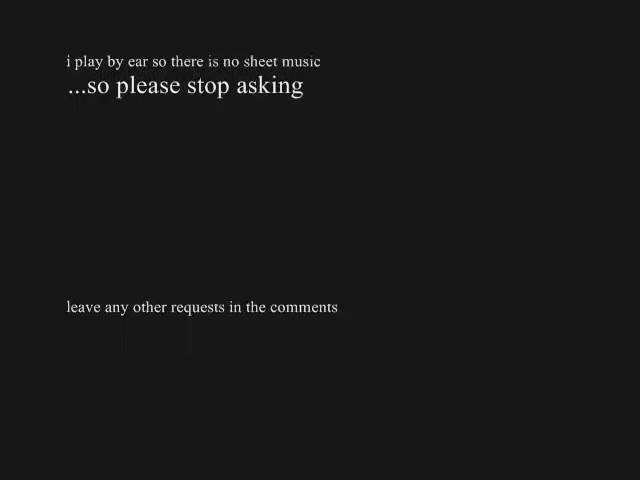 i play by ear so there is no sheet music
...so please stop asking
leave any other requests in the comments